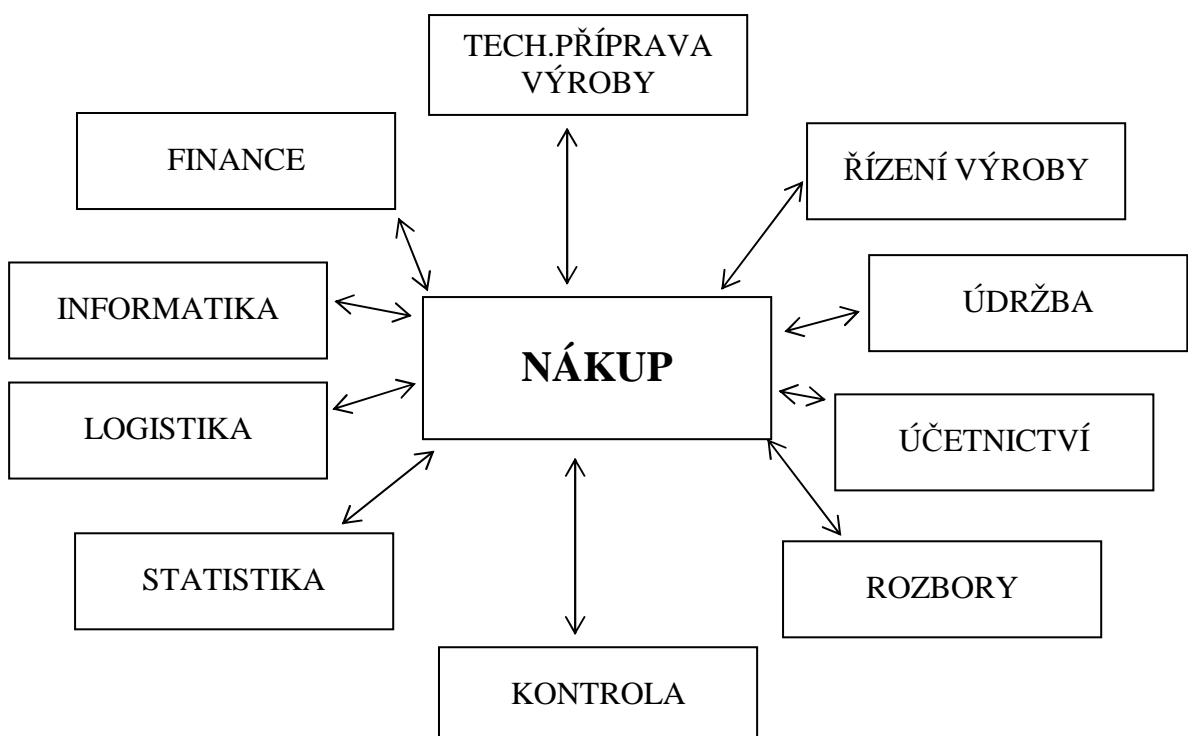 TECH.PŘÍPRAVA
VÝROBY
FINANCE
ŘÍZENÍ VÝROBY
INFORMATIKA
ÚDRŽBA
NÁKUP
LOGISTIKA
ÚČETNICTVÍ
STATISTIKA
ROZBORY
KONTROLA